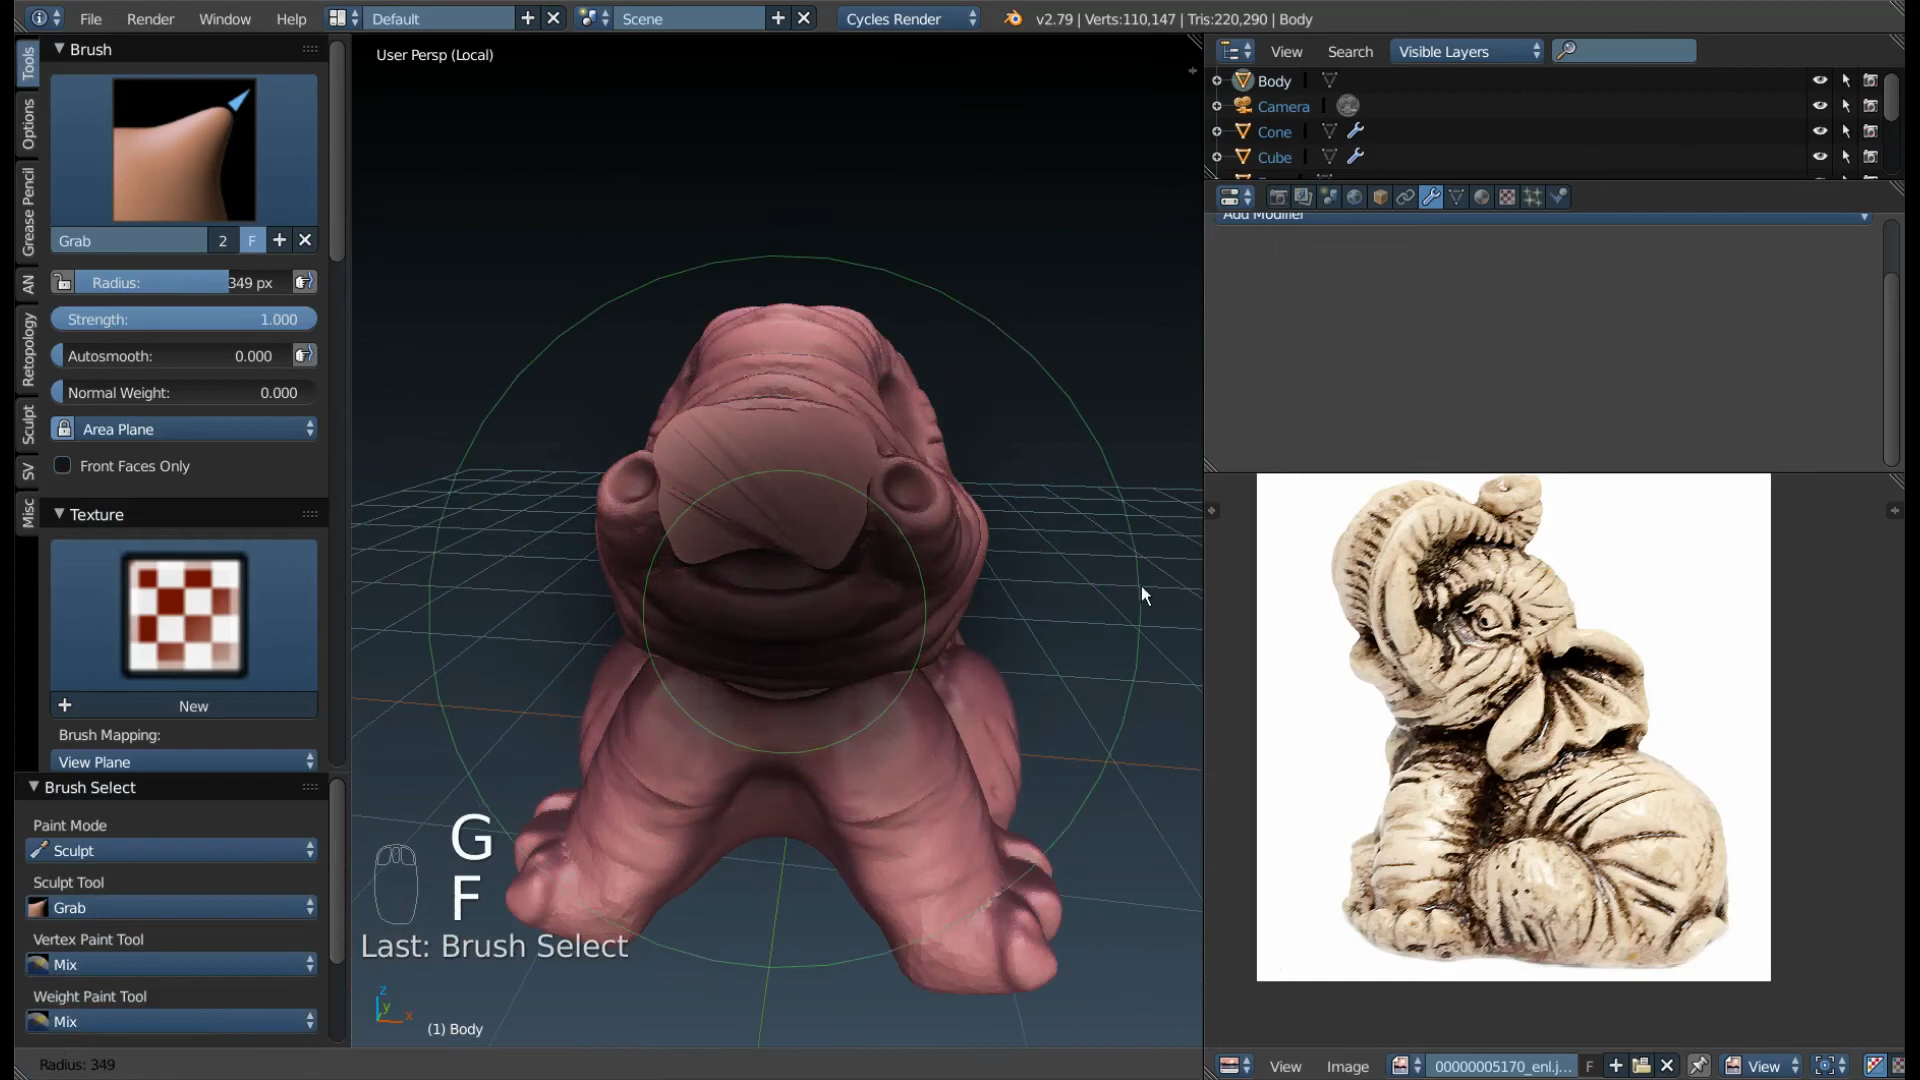 File Render Window Help Default Scene Cycles Render v2.79 | Verts:110,147 | Tris:220,290 | Body
Tools
Options
Grease Pencil
AN
Retopology
Sculpt
SV
Misc
Brush
Grab 2 F
Radius: 349 px
Strength: 1.000
Autosmooth: 0.000
Normal Weight: 0.000
Area Plane
Front Faces Only
Texture
New
Brush Mapping:
View Plane
Brush Select
Paint Mode
Sculpt
Sculpt Tool
Grab
Vertex Paint Tool
Mix
Weight Paint Tool
Mix
Radius: 349
User Persp (Local)
G
F
Last: Brush Select
z
y
x
(1) Body
View Search Visible Layers
Body
Camera
Cone
Cube
Add Modifier
View Image 00000005170_enl.j... F View